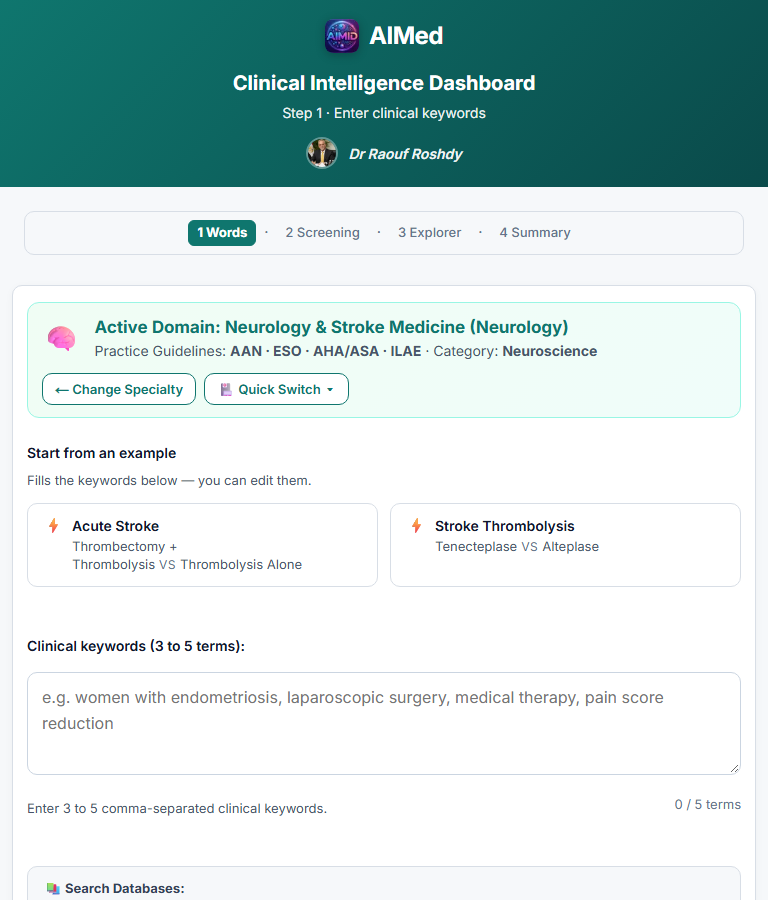 AIMID
AIMed
Clinical Intelligence Dashboard
Step 1 · Enter clinical keywords
Dr Raouf Roshdy
1 Words · 2 Screening · 3 Explorer · 4 Summary
Active Domain: Neurology & Stroke Medicine (Neurology)
Practice Guidelines: AAN · ESO · AHA/ASA · ILAE · Category: Neuroscience
← Change Specialty
Quick Switch
Start from an example
Fills the keywords below — you can edit them.
Acute Stroke
Thrombectomy +
Thrombolysis VS Thrombolysis Alone
Stroke Thrombolysis
Tenecteplase VS Alteplase
Clinical keywords (3 to 5 terms):
e.g. women with endometriosis, laparoscopic surgery, medical therapy, pain score
reduction
Enter 3 to 5 comma-separated clinical keywords.
0 / 5 terms
Search Databases: